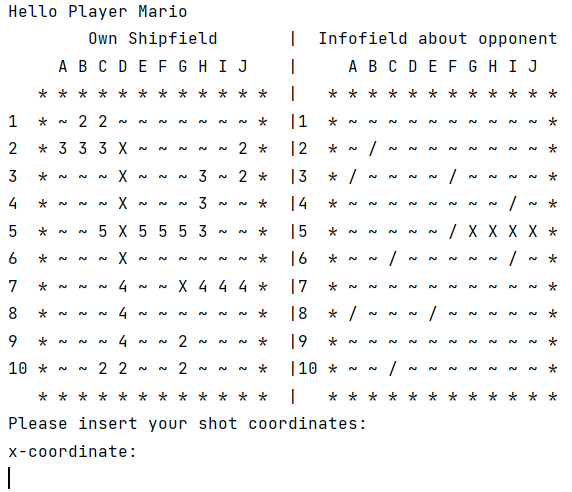 Hello Player Mario
        Own Shipfield       |  Infofield about opponent
     A B C D E F G H I J    |     A B C D E F G H I J
   * * * * * * * * * * * *  |   * * * * * * * * * * * *
1  * ~ 2 2 ~ ~ ~ ~ ~ ~ ~ *  |1  * ~ ~ ~ ~ ~ ~ ~ ~ ~ ~ *
2  * 3 3 3 X ~ ~ ~ ~ ~ 2 *  |2  * ~ / ~ ~ ~ ~ ~ ~ ~ ~ *
3  * ~ ~ ~ X ~ ~ ~ 3 ~ 2 *  |3  * / ~ ~ ~ ~ / ~ ~ ~ ~ *
4  * ~ ~ ~ X ~ ~ ~ 3 ~ ~ *  |4  * ~ ~ ~ ~ ~ ~ ~ ~ / ~ *
5  * ~ ~ 5 X 5 5 5 3 ~ ~ *  |5  * ~ ~ ~ ~ ~ / X X X X *
6  * ~ ~ ~ X ~ ~ ~ ~ ~ ~ *  |6  * ~ ~ / ~ ~ ~ ~ ~ / ~ *
7  * ~ ~ ~ 4 ~ ~ X 4 4 4 *  |7  * ~ ~ ~ ~ ~ ~ ~ ~ ~ ~ *
8  * ~ ~ ~ 4 ~ ~ ~ ~ ~ ~ *  |8  * / ~ ~ ~ / ~ ~ ~ ~ ~ *
9  * ~ ~ ~ 4 ~ ~ 2 ~ ~ ~ *  |9  * ~ ~ ~ ~ ~ ~ ~ ~ ~ ~ *
10 * ~ ~ 2 2 ~ ~ 2 ~ ~ ~ *  |10 * ~ ~ / ~ ~ ~ ~ ~ ~ ~ *
   * * * * * * * * * * * *  |   * * * * * * * * * * * *
Please insert your shot coordinates:
x-coordinate: